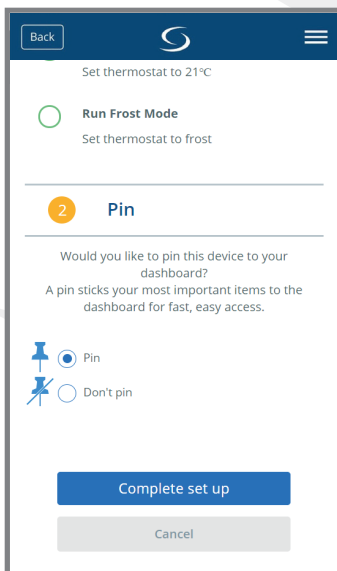 Back
Set thermostat to 21°C
Run Frost Mode
Set thermostat to frost
2 Pin
Would you like to pin this device to your
dashboard?
A pin sticks your most important items to the
dashboard for fast, easy access.
Pin
Don't pin
Complete set up
Cancel